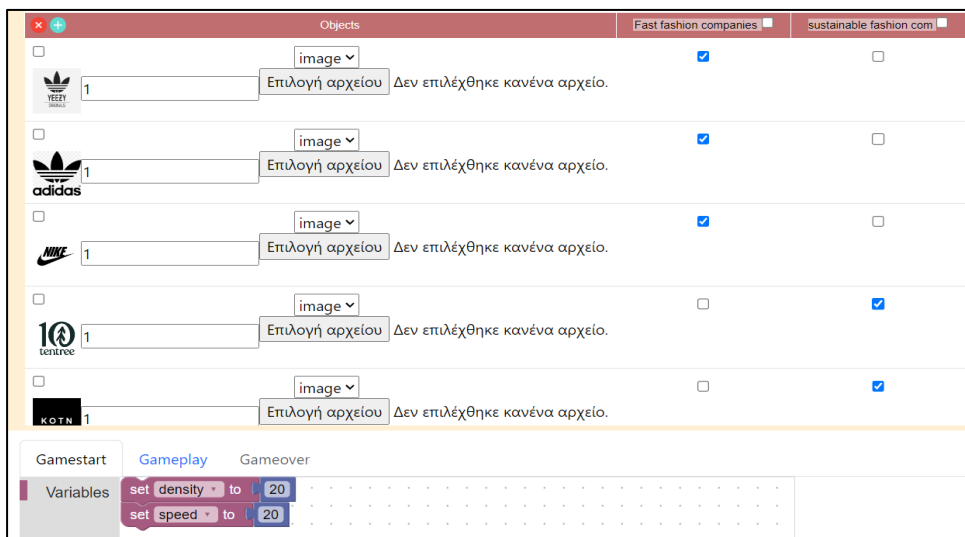 Objects Fast fashion companies sustainable fashion com
image
YEEZY
1 Επιλογή αρχείου Δεν επιλέχθηκε κανένα αρχείο.
image
adidas
1 Επιλογή αρχείου Δεν επιλέχθηκε κανένα αρχείο.
image
NIKE
1 Επιλογή αρχείου Δεν επιλέχθηκε κανένα αρχείο.
image
10
tentree
1 Επιλογή αρχείου Δεν επιλέχθηκε κανένα αρχείο.
image
KOTN
1 Επιλογή αρχείου Δεν επιλέχθηκε κανένα αρχείο.
Gamestart Gameplay Gameover
Variables set density to 20
set speed to 20